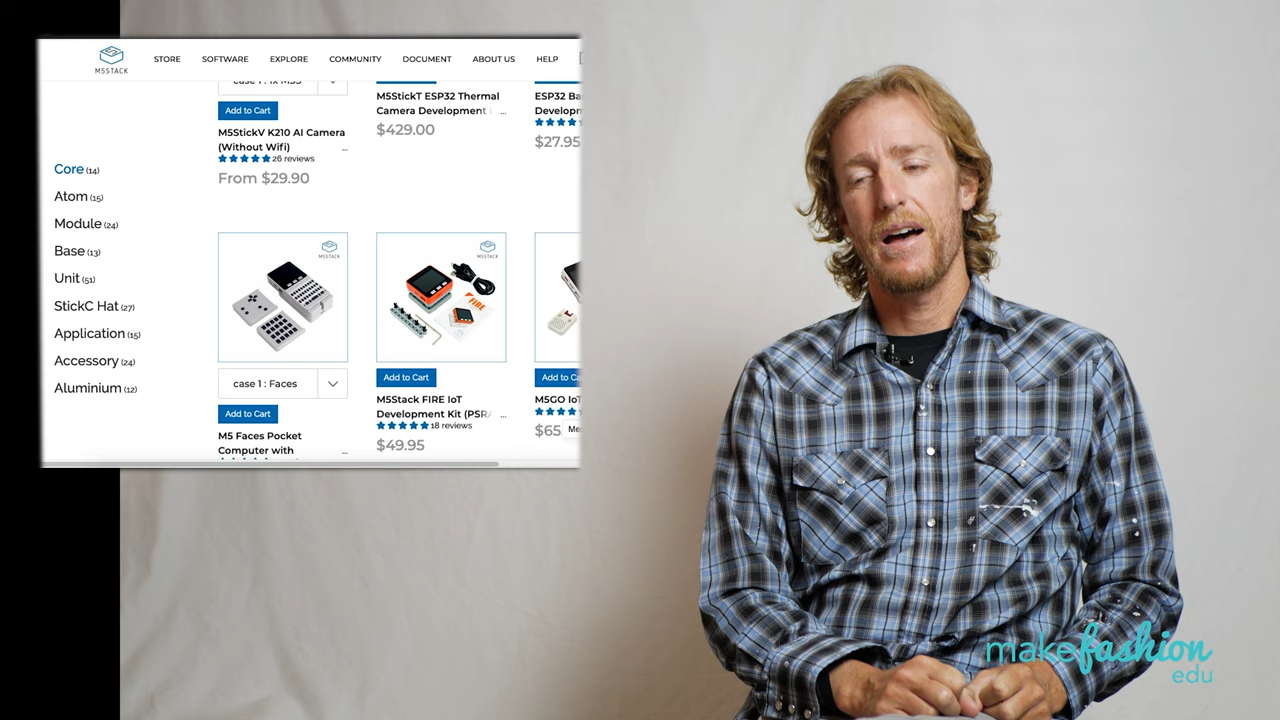 M5STACK
STORE
SOFTWARE
EXPLORE
COMMUNITY
DOCUMENT
ABOUT US
HELP
Add to Cart
M5StickV K210 AI Camera
(Without Wifi)
...
26 reviews
From $29.90
M5StickT ESP32 Thermal
Camera Development
...
$429.00
ESP32 Ba
Developm
$27.95
Core (14)
Atom (15)
Module (24)
Base (13)
Unit (51)
StickC Hat (27)
Application (15)
Accessory (24)
Aluminium (12)
M5STACK
case 1 : Faces
Add to Cart
M5 Faces Pocket
Computer with
...
M5STACK
FIRE
Add to Cart
M5Stack FIRE IoT
Development Kit (PSRA
...
18 reviews
$49.95
Add to Ca
M5GO IoT
$65
Me
makefashion
edu